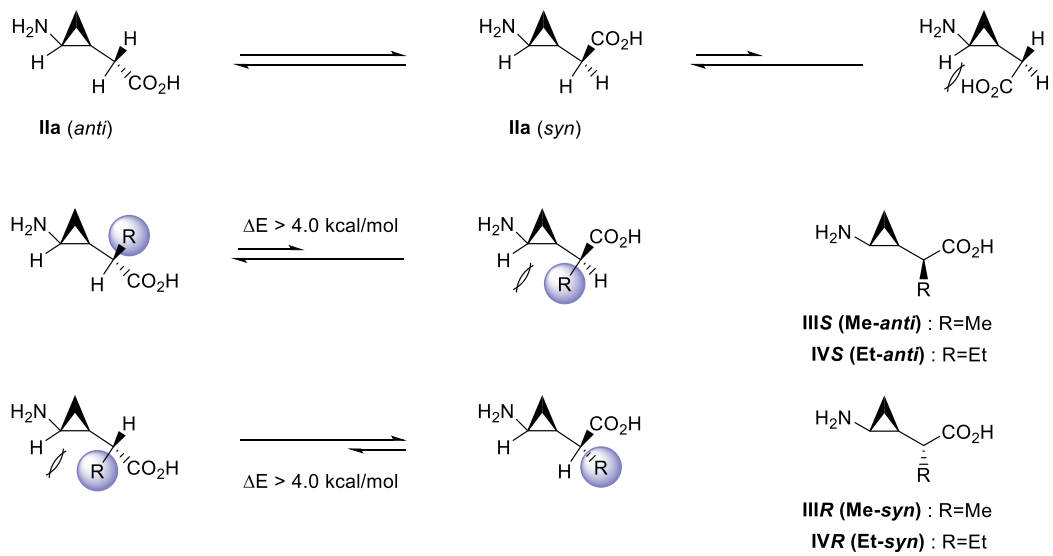 H₂N H H H CO₂H
H₂N H CO₂H H H
H₂N H H HO₂C H
IIa (anti)
IIa (syn)
H₂N H R H CO₂H
ΔE > 4.0 kcal/mol
H₂N H CO₂H R H
H₂N CO₂H R
IIIS (Me-anti) : R=Me
IVS (Et-anti) : R=Et
H₂N H H R CO₂H
ΔE > 4.0 kcal/mol
H₂N H CO₂H H R
H₂N CO₂H R
IIIR (Me-syn) : R=Me
IVR (Et-syn) : R=Et